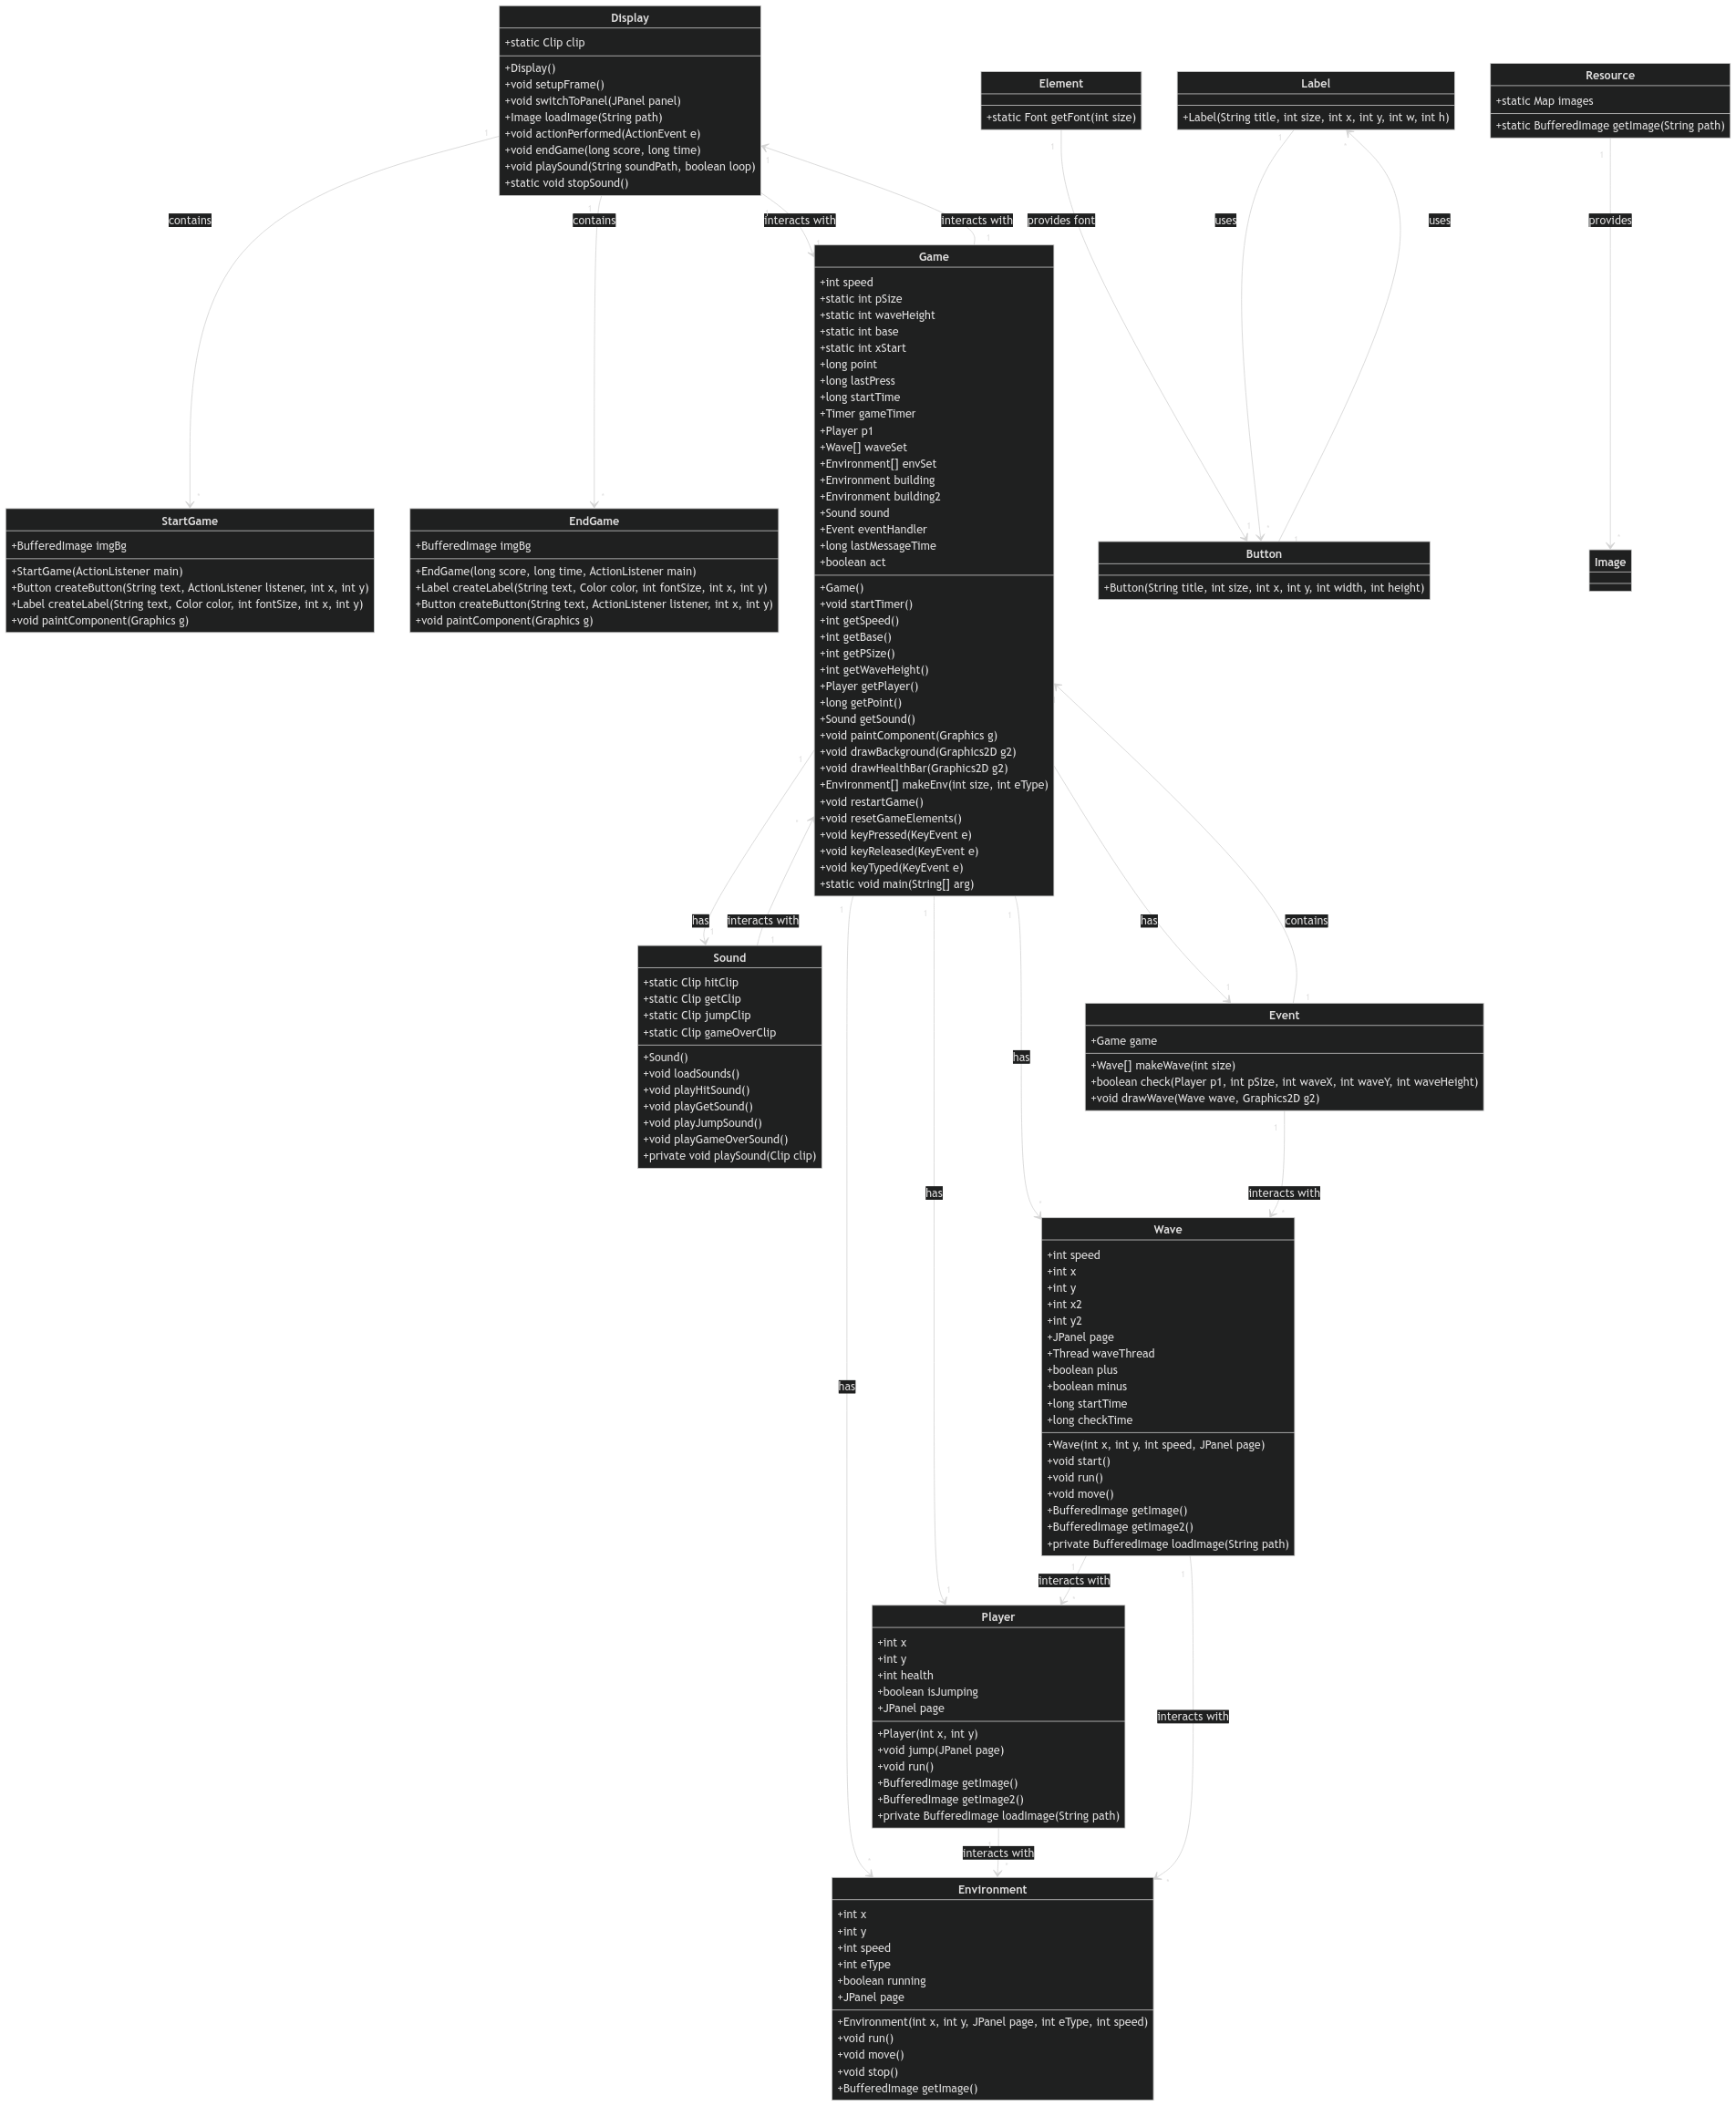 Display
+static Clip clip
+Display()
+void setupFrame()
+void switchToPanel(JPanel panel)
+Image loadImage(String path)
+void actionPerformed(ActionEvent e)
+void endGame(long score, long time)
+void playSound(String soundPath, boolean loop)
+static void stopSound()
Element
+static Font getFont(int size)
Label
+Label(String title, int size, int x, int y, int w, int h)
Resource
+static Map images
+static BufferedImage getImage(String path)
contains
contains
interacts with
interacts with
provides font
uses
uses
provides
Game
+int speed
+static int pSize
+static int waveHeight
+static int base
+static int xStart
+long point
+long lastPress
+long startTime
+Timer gameTimer
+Player p1
+Wave[] waveSet
+Environment[] envSet
+Environment building
+Environment building2
+Sound sound
+Event eventHandler
+long lastMessageTime
+boolean act
+Game()
+void startTimer()
+int getSpeed()
+int getBase()
+int getPSize()
+int getWaveHeight()
+Player getPlayer()
+long getPoint()
+Sound getSound()
+void paintComponent(Graphics g)
+void drawBackground(Graphics2D g2)
+void drawHealthBar(Graphics2D g2)
+Environment[] makeEnv(int size, int eType)
+void restartGame()
+void resetGameElements()
+void keyPressed(KeyEvent e)
+void keyReleased(KeyEvent e)
+void keyTyped(KeyEvent e)
+static void main(String[] arg)
StartGame
+BufferedImage imgBg
+StartGame(ActionListener main)
+Button createButton(String text, ActionListener listener, int x, int y)
+Label createLabel(String text, Color color, int fontSize, int x, int y)
+void paintComponent(Graphics g)
EndGame
+BufferedImage imgBg
+EndGame(long score, long time, ActionListener main)
+Label createLabel(String text, Color color, int fontSize, int x, int y)
+Button createButton(String text, ActionListener listener, int x, int y)
+void paintComponent(Graphics g)
Button
+Button(String title, int size, int x, int y, int width, int height)
Image
has
interacts with
has
contains
Sound
+static Clip hitClip
+static Clip getClip
+static Clip jumpClip
+static Clip gameOverClip
+Sound()
+void loadSounds()
+void playHitSound()
+void playGetSound()
+void playJumpSound()
+void playGameOverSound()
+private void playSound(Clip clip)
Event
+Game game
+Wave[] makeWave(int size)
+boolean check(Player p1, int pSize, int waveX, int waveY, int waveHeight)
+void drawWave(Wave wave, Graphics2D g2)
has
has
interacts with
has
Wave
+int speed
+int x
+int y
+int x2
+int y2
+JPanel page
+Thread waveThread
+boolean plus
+boolean minus
+long startTime
+long checkTime
+Wave(int x, int y, int speed, JPanel page)
+void start()
+void run()
+void move()
+BufferedImage getImage()
+BufferedImage getImage2()
+private BufferedImage loadImage(String path)
interacts with
Player
+int x
+int y
+int health
+boolean isJumping
+JPanel page
+Player(int x, int y)
+void jump(JPanel page)
+void run()
+BufferedImage getImage()
+BufferedImage getImage2()
+private BufferedImage loadImage(String path)
interacts with
interacts with
Environment
+int x
+int y
+int speed
+int eType
+boolean running
+JPanel page
+Environment(int x, int y, JPanel page, int eType, int speed)
+void run()
+void move()
+void stop()
+BufferedImage getImage()